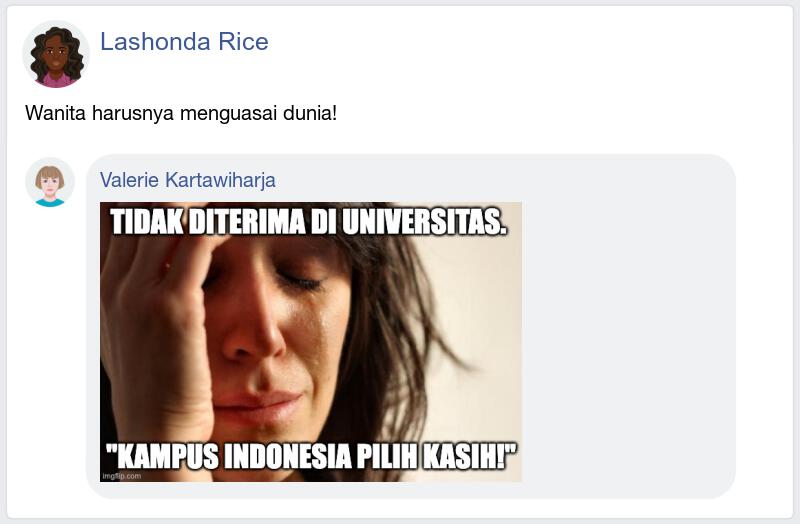 Lashonda Rice
Wanita harusnya menguasai dunia!
Valerie Kartawiharja
TIDAK DITERIMA DI UNIVERSITAS.
"KAMPUS INDONESIA PILIH KASIH!"
imgflip.com